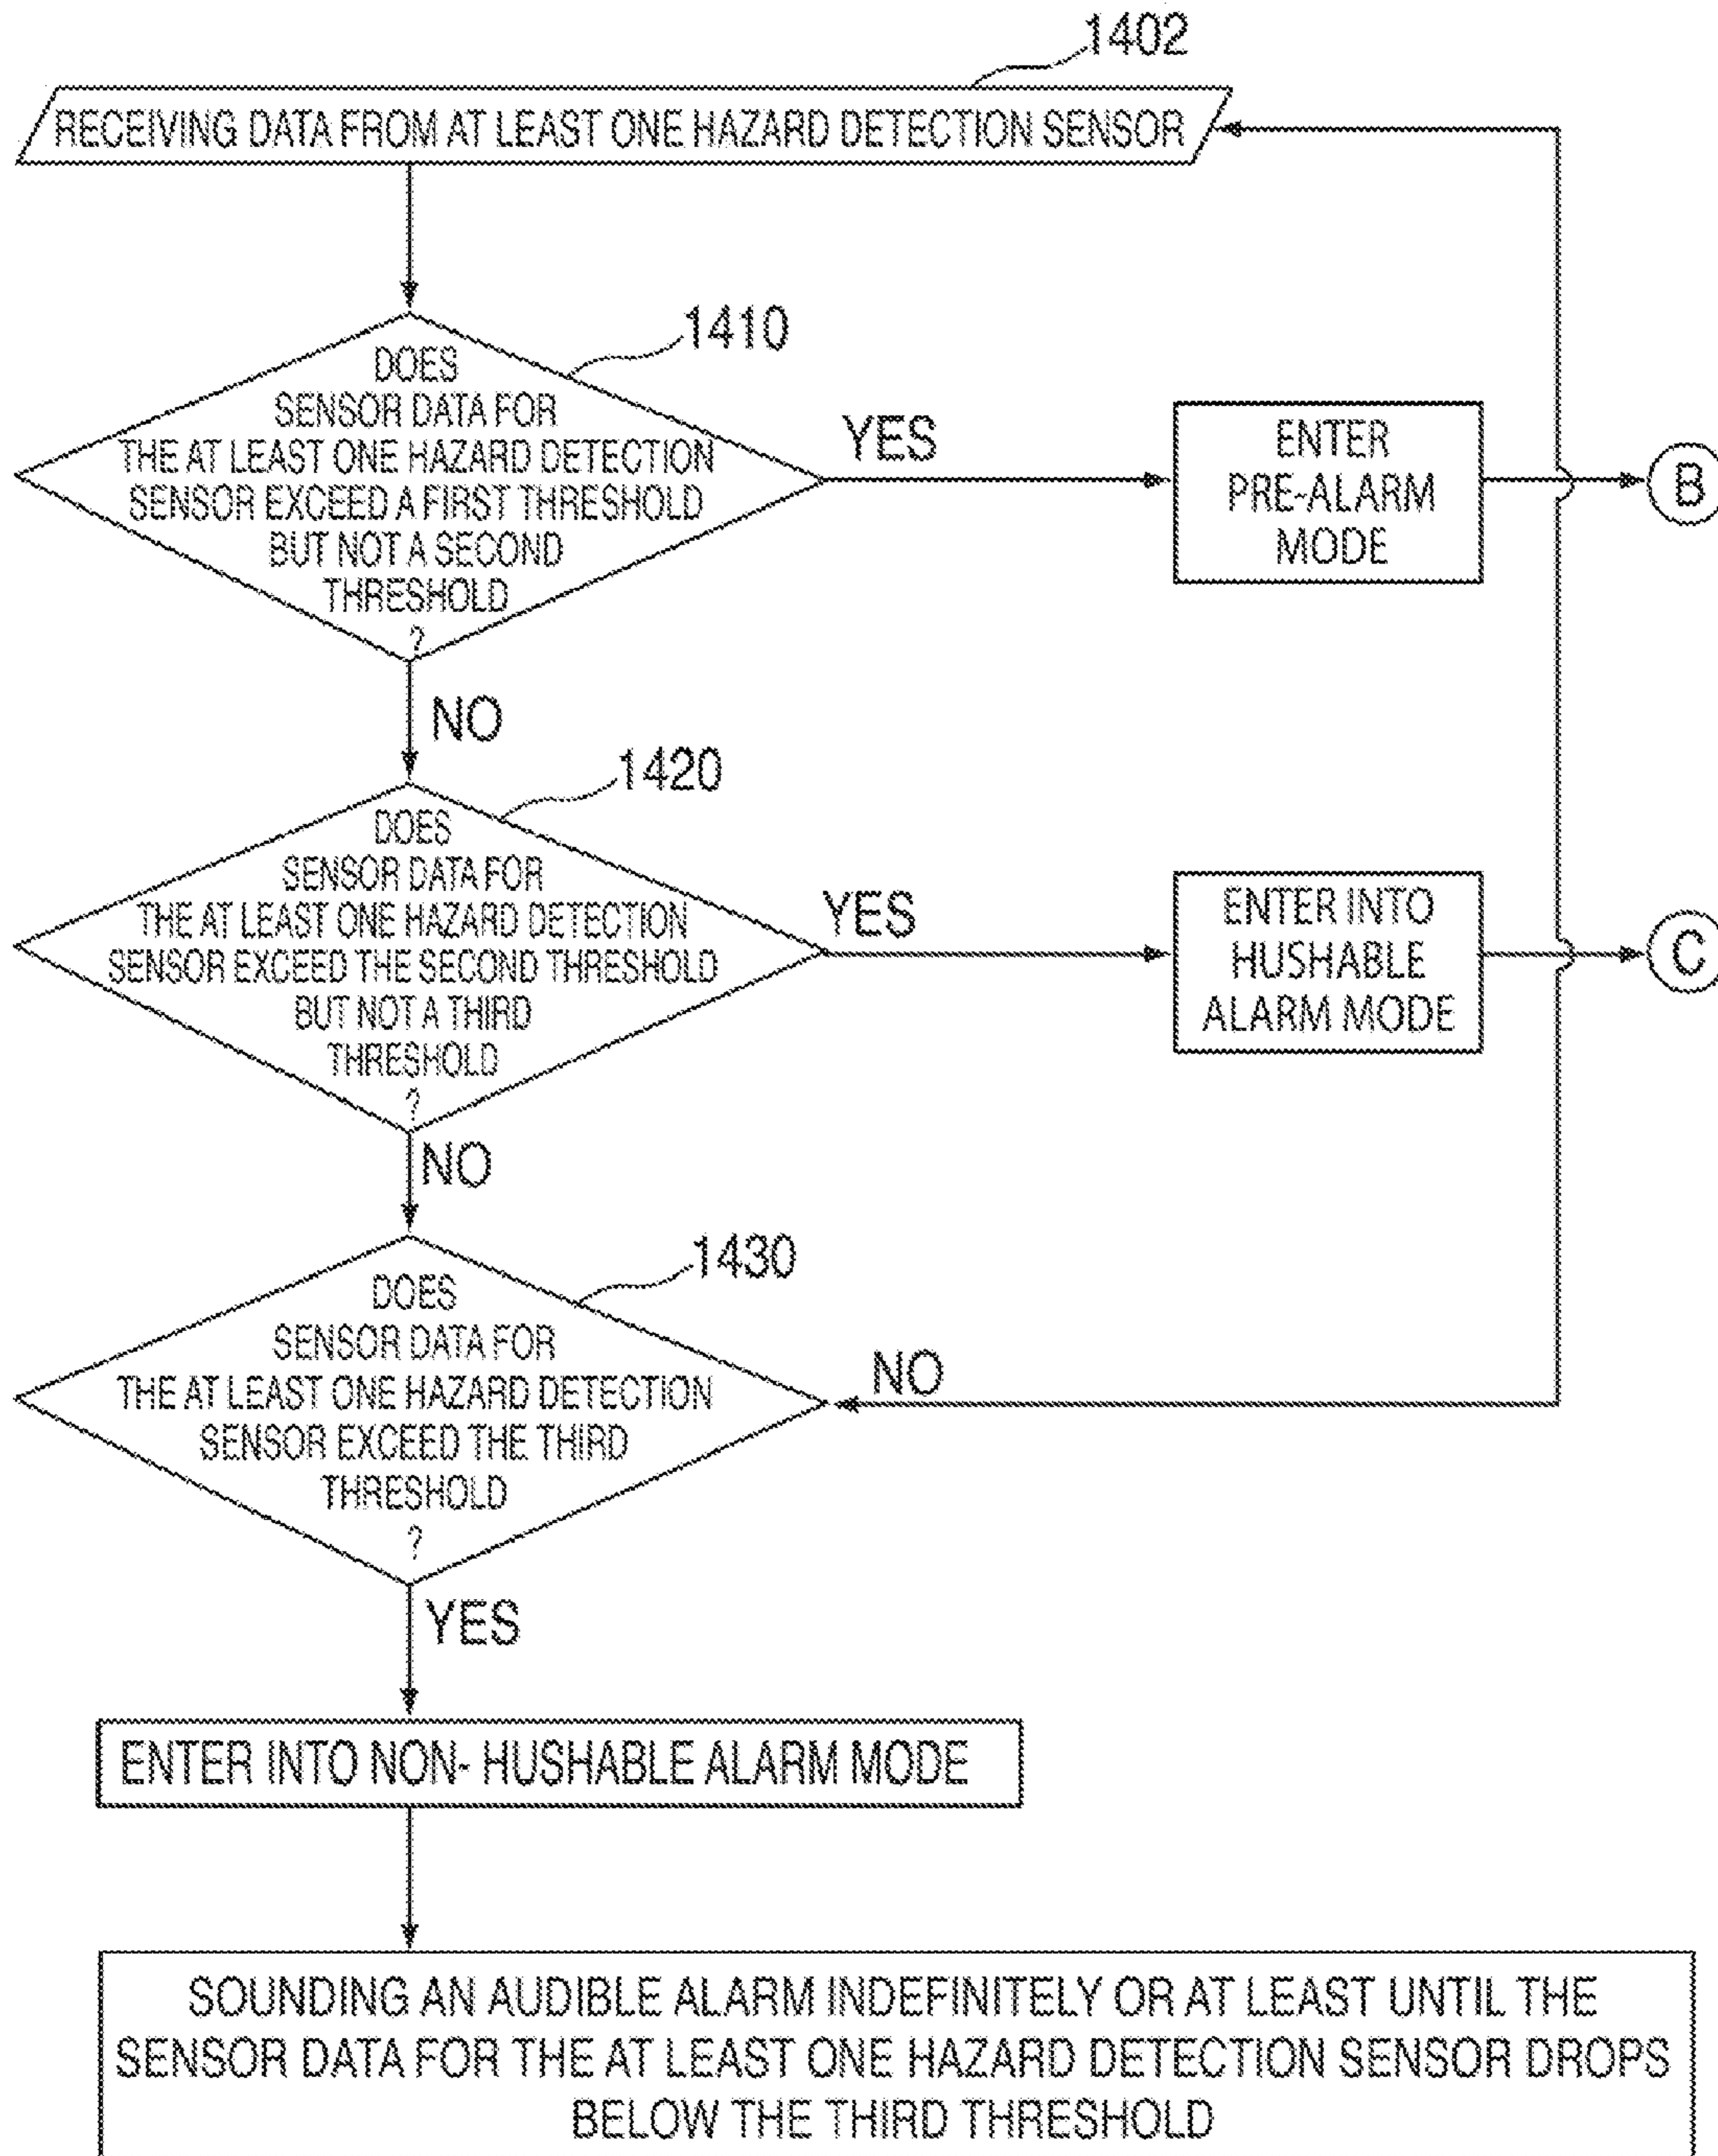 1402
RECEIVING DATA FROM AT LEAST ONE HAZARD DETECTION SENSOR
1410
DOES
SENSOR DATA FOR
THE AT LEAST ONE HAZARD DETECTION
SENSOR EXCEED A FIRST THRESHOLD
BUT NOT A SECOND
THRESHOLD
?
YES
ENTER
PRE-ALARM
MODE
B
NO
1420
DOES
SENSOR DATA FOR
THE AT LEAST ONE HAZARD DETECTION
SENSOR EXCEED THE SECOND THRESHOLD
BUT NOT A THIRD
THRESHOLD
?
YES
ENTER INTO
HUSHABLE
ALARM MODE
C
NO
1430
DOES
SENSOR DATA FOR
THE AT LEAST ONE HAZARD DETECTION
SENSOR EXCEED THE THIRD
THRESHOLD
?
NO
YES
ENTER INTO NON- HUSHABLE ALARM MODE
SOUNDING AN AUDIBLE ALARM INDEFINITELY OR AT LEAST UNTIL THE
SENSOR DATA FOR THE AT LEAST ONE HAZARD DETECTION SENSOR DROPS
BELOW THE THIRD THRESHOLD